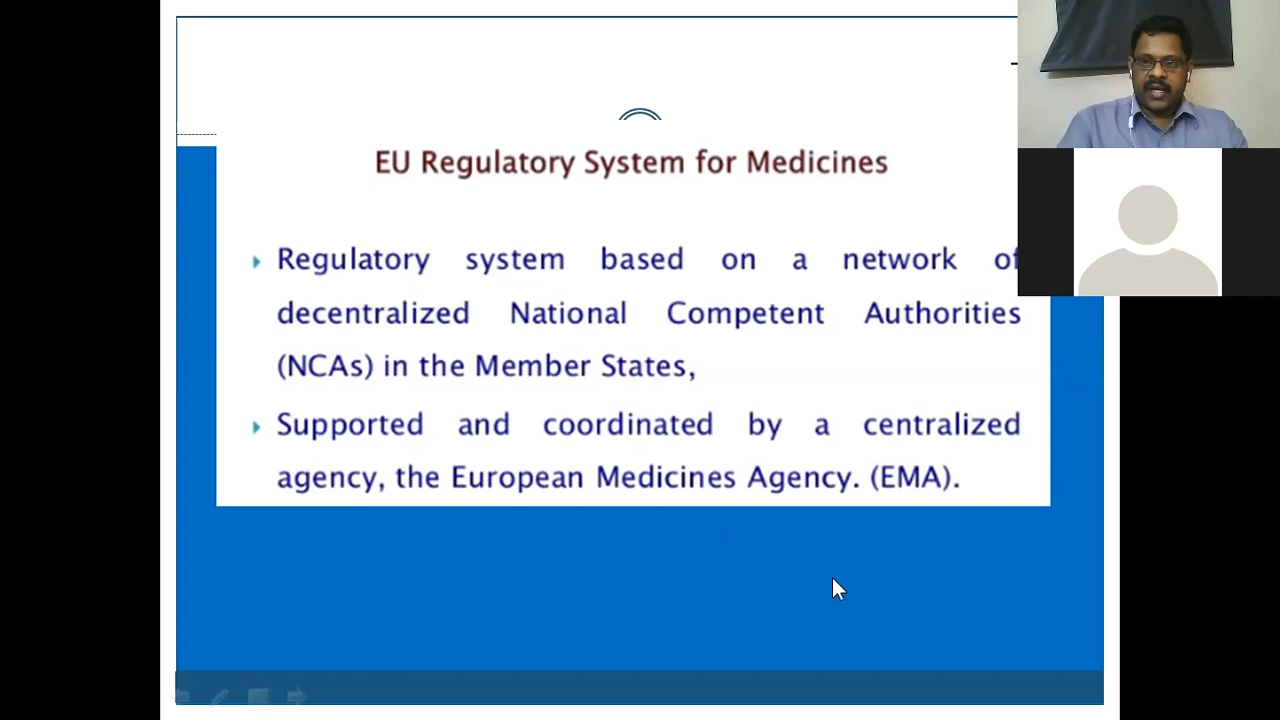 EU Regulatory System for Medicines
Regulatory system based on a network of
decentralized National Competent Authorities
(NCAs) in the Member States,
Supported and coordinated by a centralized
agency, the European Medicines Agency. (EMA).